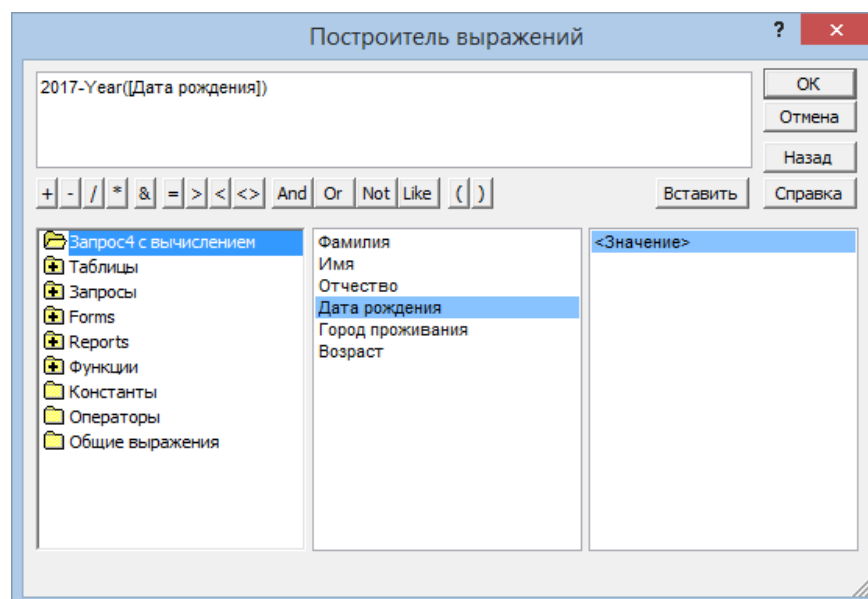 Построитель выражений
?
×
2017-Year([Дата рождения])
ОК
Отмена
Назад
+ - / * & = > < <> And Or Not Like ( ) Вставить Справка
Запрос4 с вычислением
Таблицы
Запросы
Forms
Reports
Функции
Константы
Операторы
Общие выражения
Фамилия
Имя
Отчество
Дата рождения
Город проживания
Возраст
<Значение>